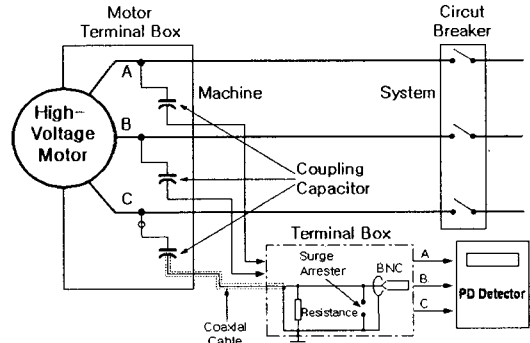 Motor
Terminal Box
Circut
Breaker
A
Machine
System
High-
Voltage
Motor
B
Coupling
Capacitor
C
Terminal Box
Surge
Arrester
BNC
A
B
C
PD Detector
Resistance
Coaxial
Cable